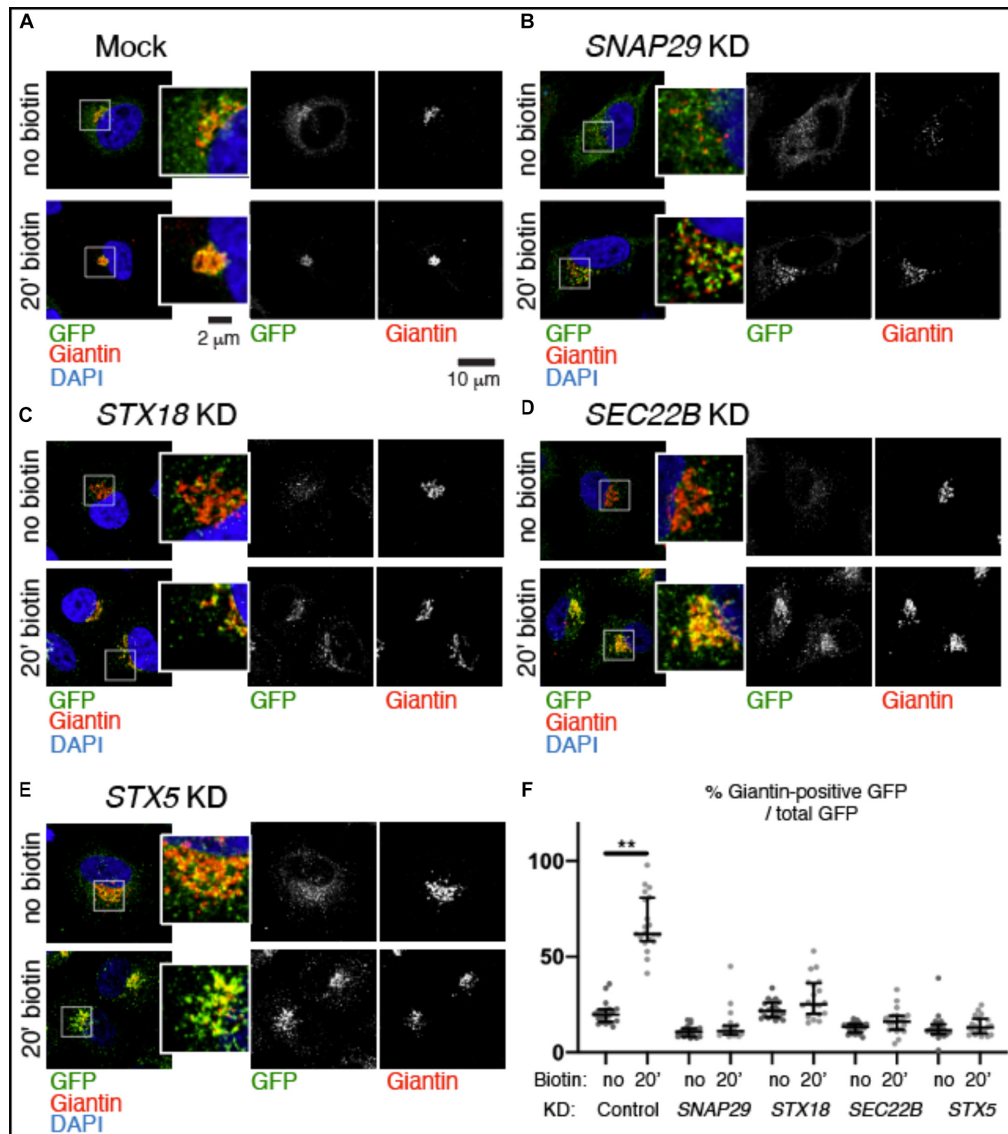 A
Mock
no biotin
20' biotin
GFP
Giantin
DAPI
2 μm
GFP
Giantin
10 μm
B
SNAP29 KD
no biotin
20' biotin
GFP
Giantin
DAPI
GFP
Giantin
C
STX18 KD
no biotin
20' biotin
GFP
Giantin
DAPI
GFP
Giantin
D
SEC22B KD
no biotin
20' biotin
GFP
Giantin
DAPI
GFP
Giantin
E
STX5 KD
no biotin
20' biotin
GFP
Giantin
DAPI
GFP
Giantin
F
% Giantin-positive GFP
/ total GFP
**
100
50
0
Biotin: no 20' no 20' no 20' no 20' no 20'
KD: Control SNAP29 STX18 SEC22B STX5